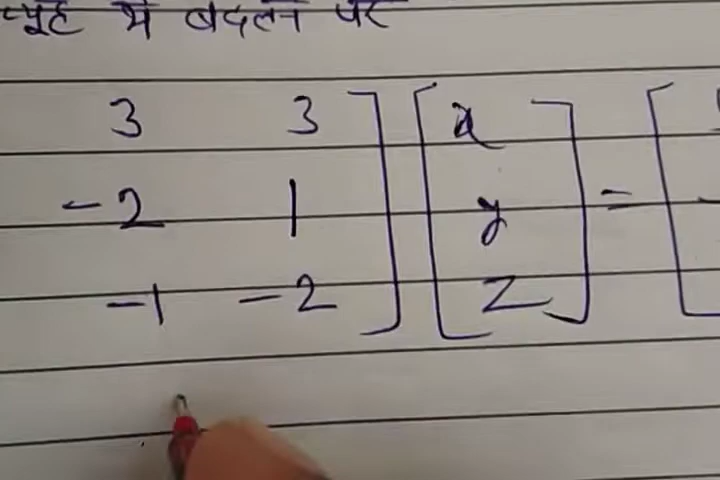 व्यूह में बदलने पर
3 3 ] [ x ] = [
-2 1 ] [ y ]
-1 -2 ] [ z ]